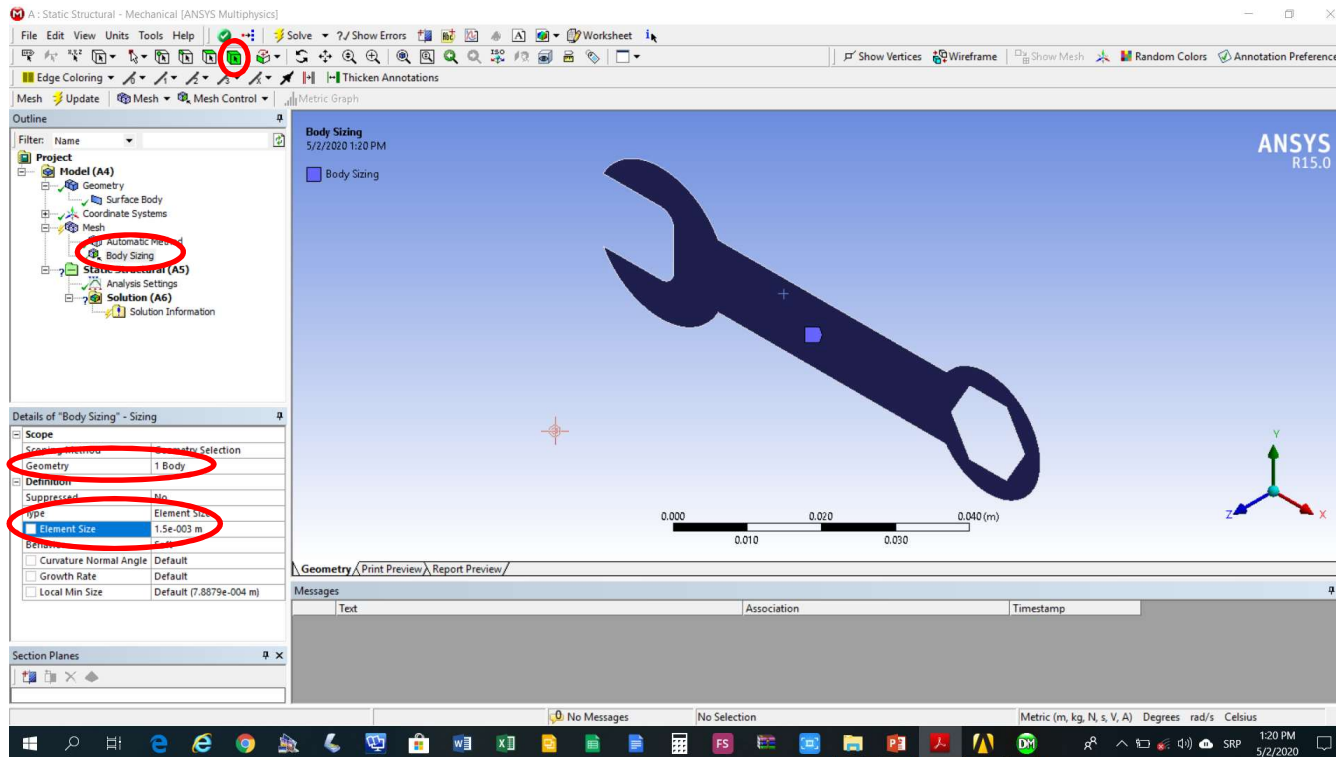 A : Static Structural - Mechanical [ANSYS Multiphysics]
File Edit View Units Tools Help Solve ?/ Show Errors Worksheet
Show Vertices Wireframe Show Mesh Random Colors Annotation Preference
Edge Coloring Thicken Annotations
Mesh Update Mesh Mesh Control Metric Graph
Outline
Filter: Name
Project
Model (A4)
Geometry
Surface Body
Coordinate Systems
Mesh
Automatic Method
Body Sizing
Static Structural (A5)
Analysis Settings
Solution (A6)
Solution Information
Body Sizing
5/2/2020 1:20 PM
Body Sizing
ANSYS
R15.0
Y
Z
X
0.000 0.020 0.040 (m)
0.010 0.030
Geometry Print Preview Report Preview
Details of "Body Sizing" - Sizing
Scope
Scoping Method Geometry Selection
Geometry 1 Body
Definition
Suppressed No
Type Element Size
Element Size 1.5e-003 m
Curvature Normal Angle Default
Growth Rate Default
Local Min Size Default (7.8879e-004 m)
Messages
Text Association Timestamp
Section Planes
0 No Messages No Selection Metric (m, kg, N, s, V, A) Degrees rad/s Celsius
FS DM SRP 1:20 PM
5/2/2020